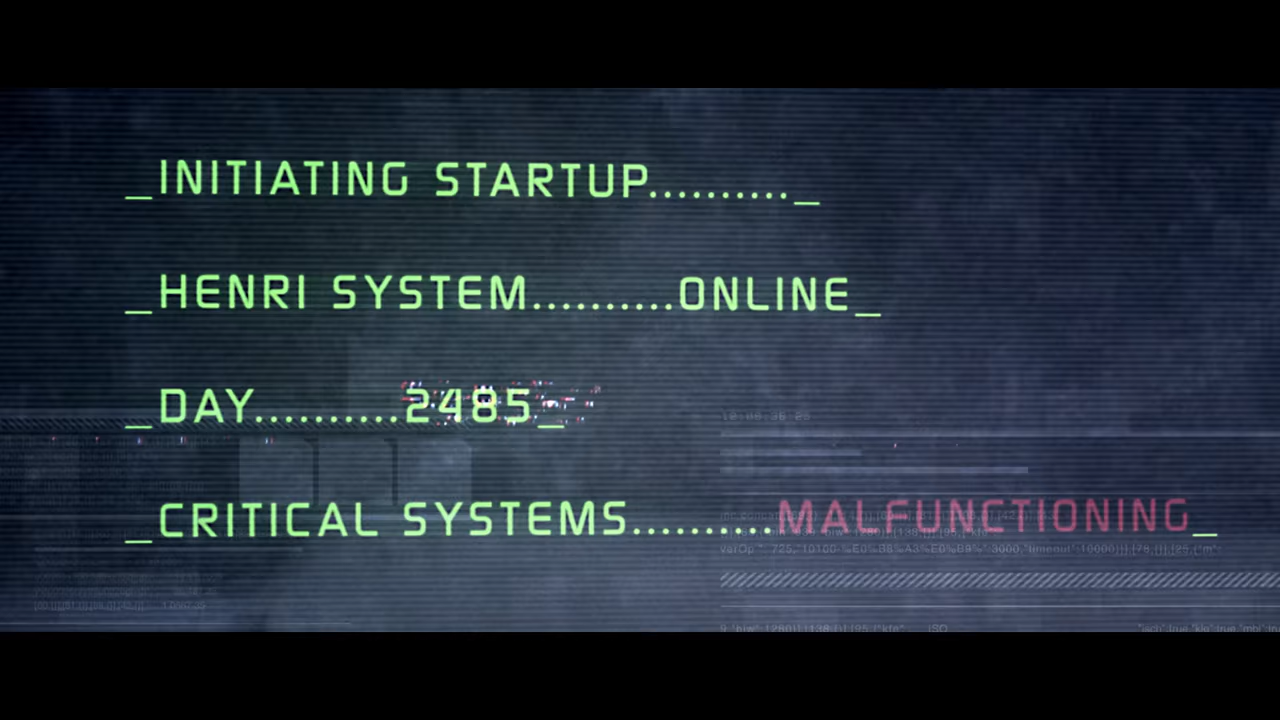 _INITIATING STARTUP.........._
_HENRI SYSTEM..........ONLINE_
_DAY..........2485_
_CRITICAL SYSTEMS..........MALFUNCTIONING_